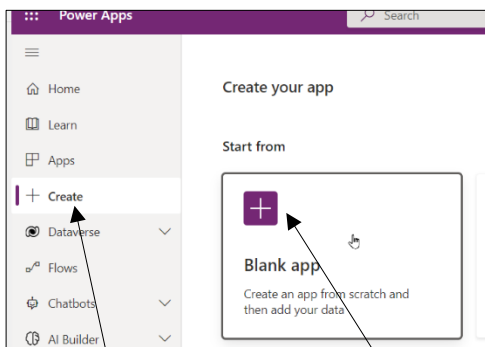 Power Apps
Search
Home
Learn
Apps
Create
Dataverse
Flows
Chatbots
AI Builder
Create your app
Start from
Blank app
Create an app from scratch and
then add your data